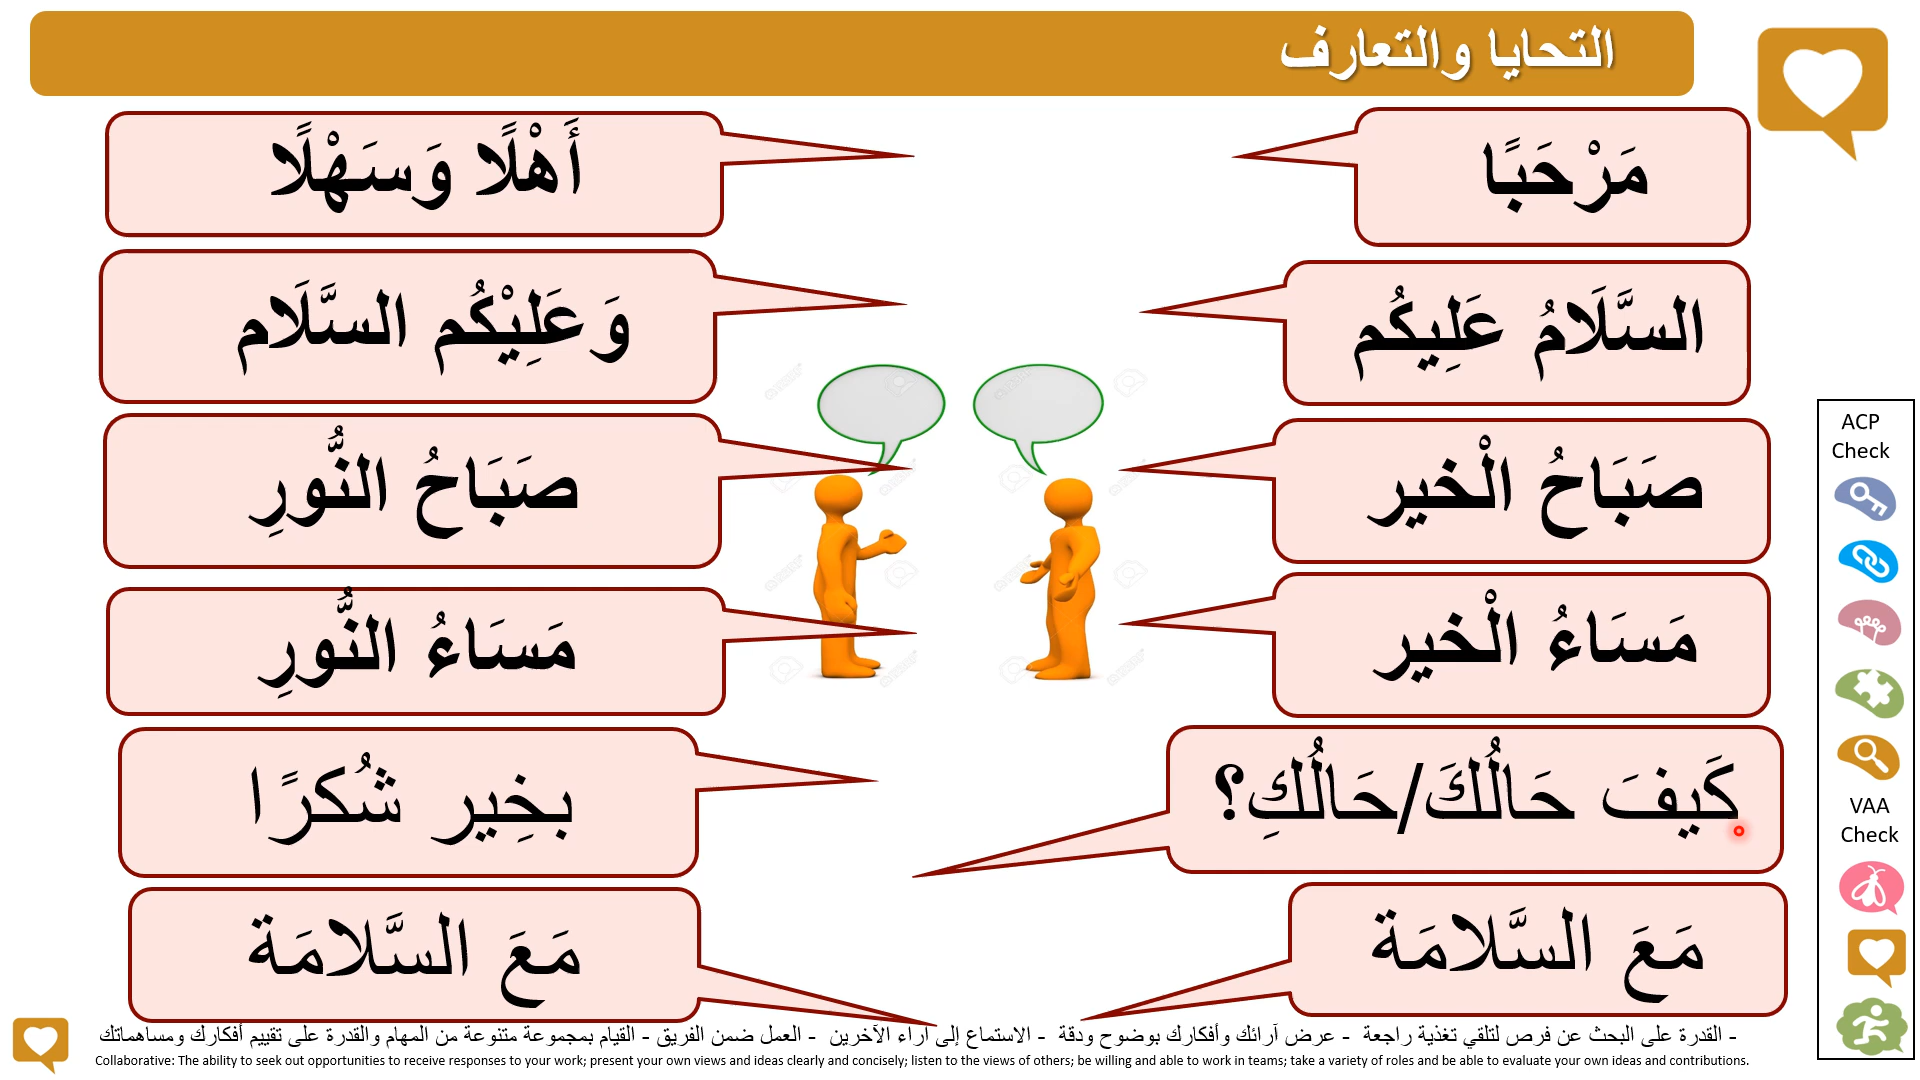 التحايا والتعارف
مَرْحَبًا
أَهْلًا وَسَهْلًا
السَّلَامُ عَلِيكُم
وَعَلِيْكُم السَّلَام
صَبَاحُ الْخير
صَبَاحُ النُّورِ
مَسَاءُ الْخير
مَسَاءُ النُّورِ
كَيفَ حَالُكَ/حَالُكِ؟
بخِير شُكرًا
مَعَ السَّلامَة
مَعَ السَّلامَة
ACP
Check
VAA
Check
- القدرة على البحث عن فرص لتلقي تغذية راجعة - عرض آرائك وأفكارك بوضوح ودقة - الاستماع إلى آراء الآخرين - العمل ضمن الفريق - القيام بمجموعة متنوعة من المهام والقدرة على تقييم أفكارك ومساهماتك
Collaborative: The ability to seek out opportunities to receive responses to your work; present your own views and ideas clearly and concisely; listen to the views of others; be willing and able to work in teams; take a variety of roles and be able to evaluate your own ideas and contributions.